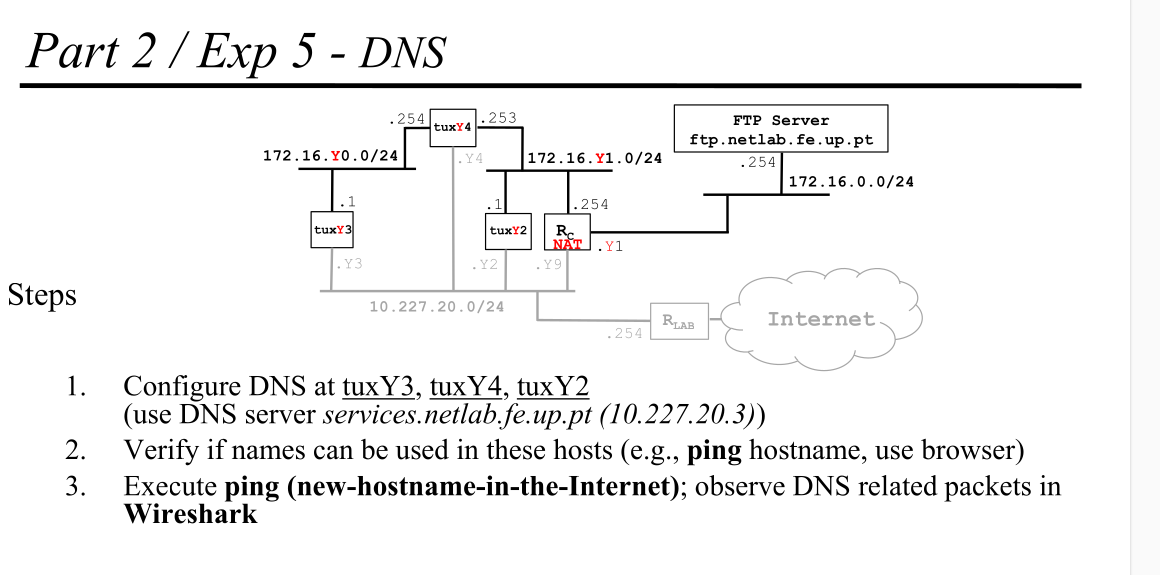 Part 2 / Exp 5 - DNS
.254
tuxY4
.253
FTP Server
ftp.netlab.fe.up.pt
172.16.Y0.0/24
.Y4
172.16.Y1.0/24
.254
172.16.0.0/24
.1
.1
.254
tuxY3
tuxY2
RC
NAT
.Y1
.Y3
.Y2
.Y9
Steps
10.227.20.0/24
.254
RLAB
Internet
1. Configure DNS at tuxY3, tuxY4, tuxY2
(use DNS server services.netlab.fe.up.pt (10.227.20.3))
2. Verify if names can be used in these hosts (e.g., ping hostname, use browser)
3. Execute ping (new-hostname-in-the-Internet); observe DNS related packets in
Wireshark